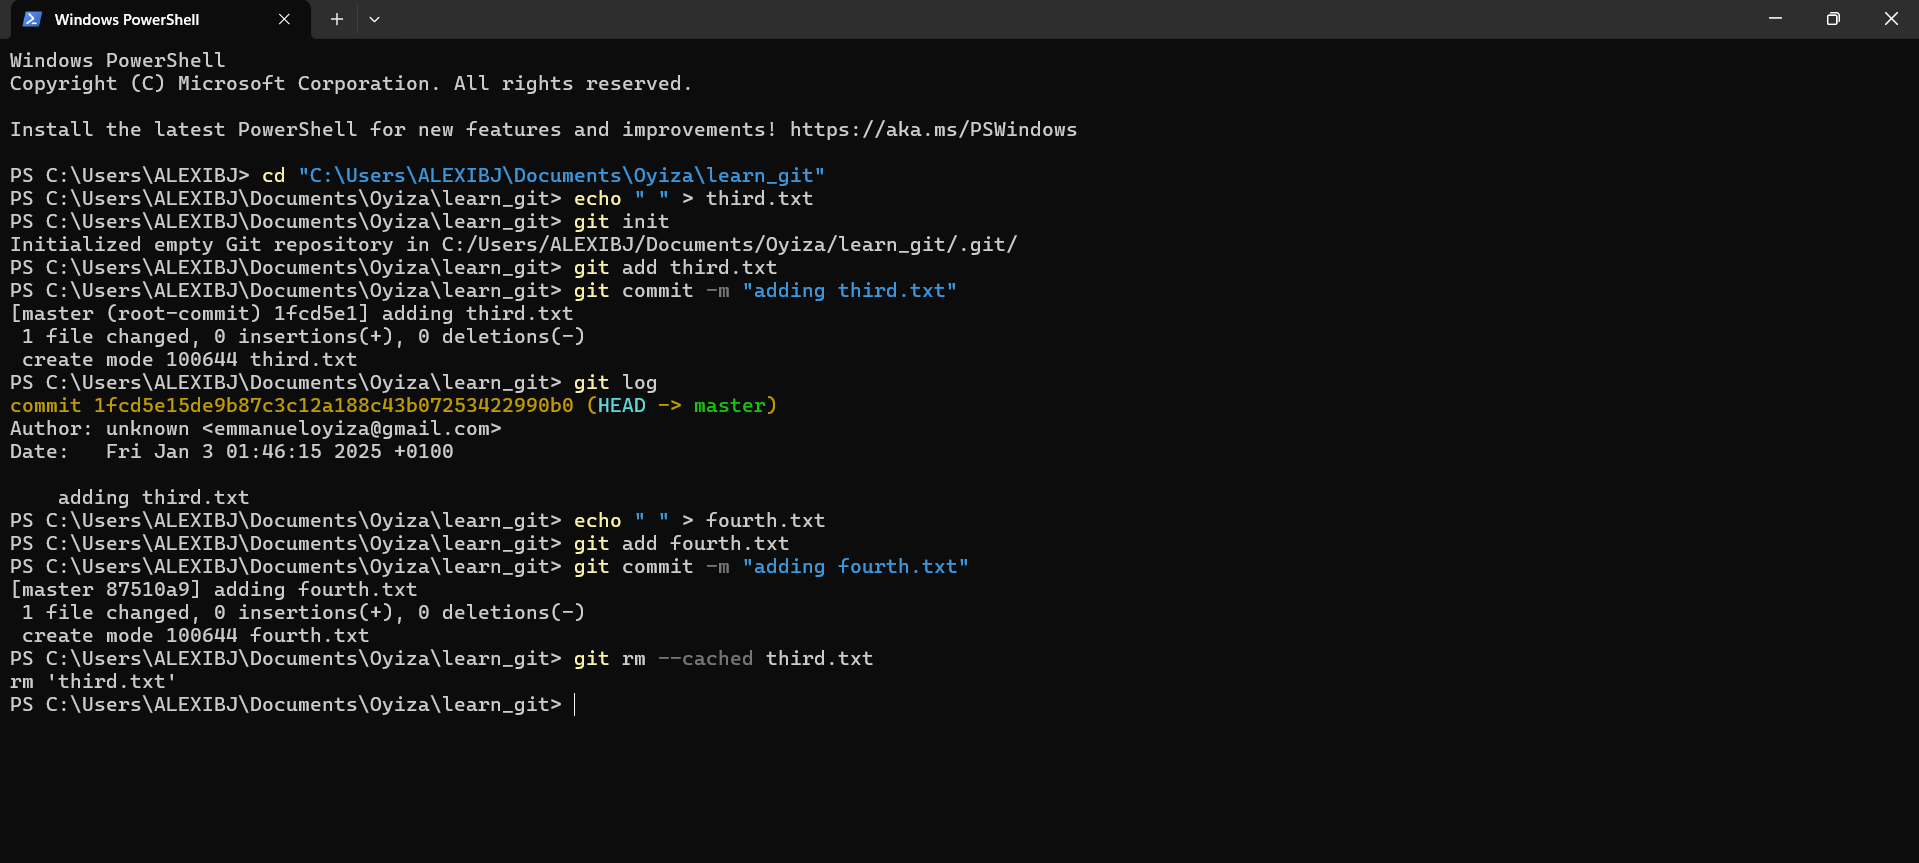 Windows PowerShell
Windows PowerShell
Copyright (C) Microsoft Corporation. All rights reserved.
Install the latest PowerShell for new features and improvements! https://aka.ms/PSWindows
PS C:\Users\ALEXIBJ> cd "C:\Users\ALEXIBJ\Documents\Oyiza\learn_git"
PS C:\Users\ALEXIBJ\Documents\Oyiza\learn_git> echo " " > third.txt
PS C:\Users\ALEXIBJ\Documents\Oyiza\learn_git> git init
Initialized empty Git repository in C:/Users/ALEXIBJ/Documents/Oyiza/learn_git/.git/
PS C:\Users\ALEXIBJ\Documents\Oyiza\learn_git> git add third.txt
PS C:\Users\ALEXIBJ\Documents\Oyiza\learn_git> git commit -m "adding third.txt"
[master (root-commit) 1fcd5e1] adding third.txt
 1 file changed, 0 insertions(+), 0 deletions(-)
 create mode 100644 third.txt
PS C:\Users\ALEXIBJ\Documents\Oyiza\learn_git> git log
commit 1fcd5e15de9b87c3c12a188c43b07253422990b0 (HEAD -> master)
Author: unknown <emmanueloyiza@gmail.com>
Date:   Fri Jan 3 01:46:15 2025 +0100
    adding third.txt
PS C:\Users\ALEXIBJ\Documents\Oyiza\learn_git> echo " " > fourth.txt
PS C:\Users\ALEXIBJ\Documents\Oyiza\learn_git> git add fourth.txt
PS C:\Users\ALEXIBJ\Documents\Oyiza\learn_git> git commit -m "adding fourth.txt"
[master 87510a9] adding fourth.txt
 1 file changed, 0 insertions(+), 0 deletions(-)
 create mode 100644 fourth.txt
PS C:\Users\ALEXIBJ\Documents\Oyiza\learn_git> git rm --cached third.txt
rm 'third.txt'
PS C:\Users\ALEXIBJ\Documents\Oyiza\learn_git>